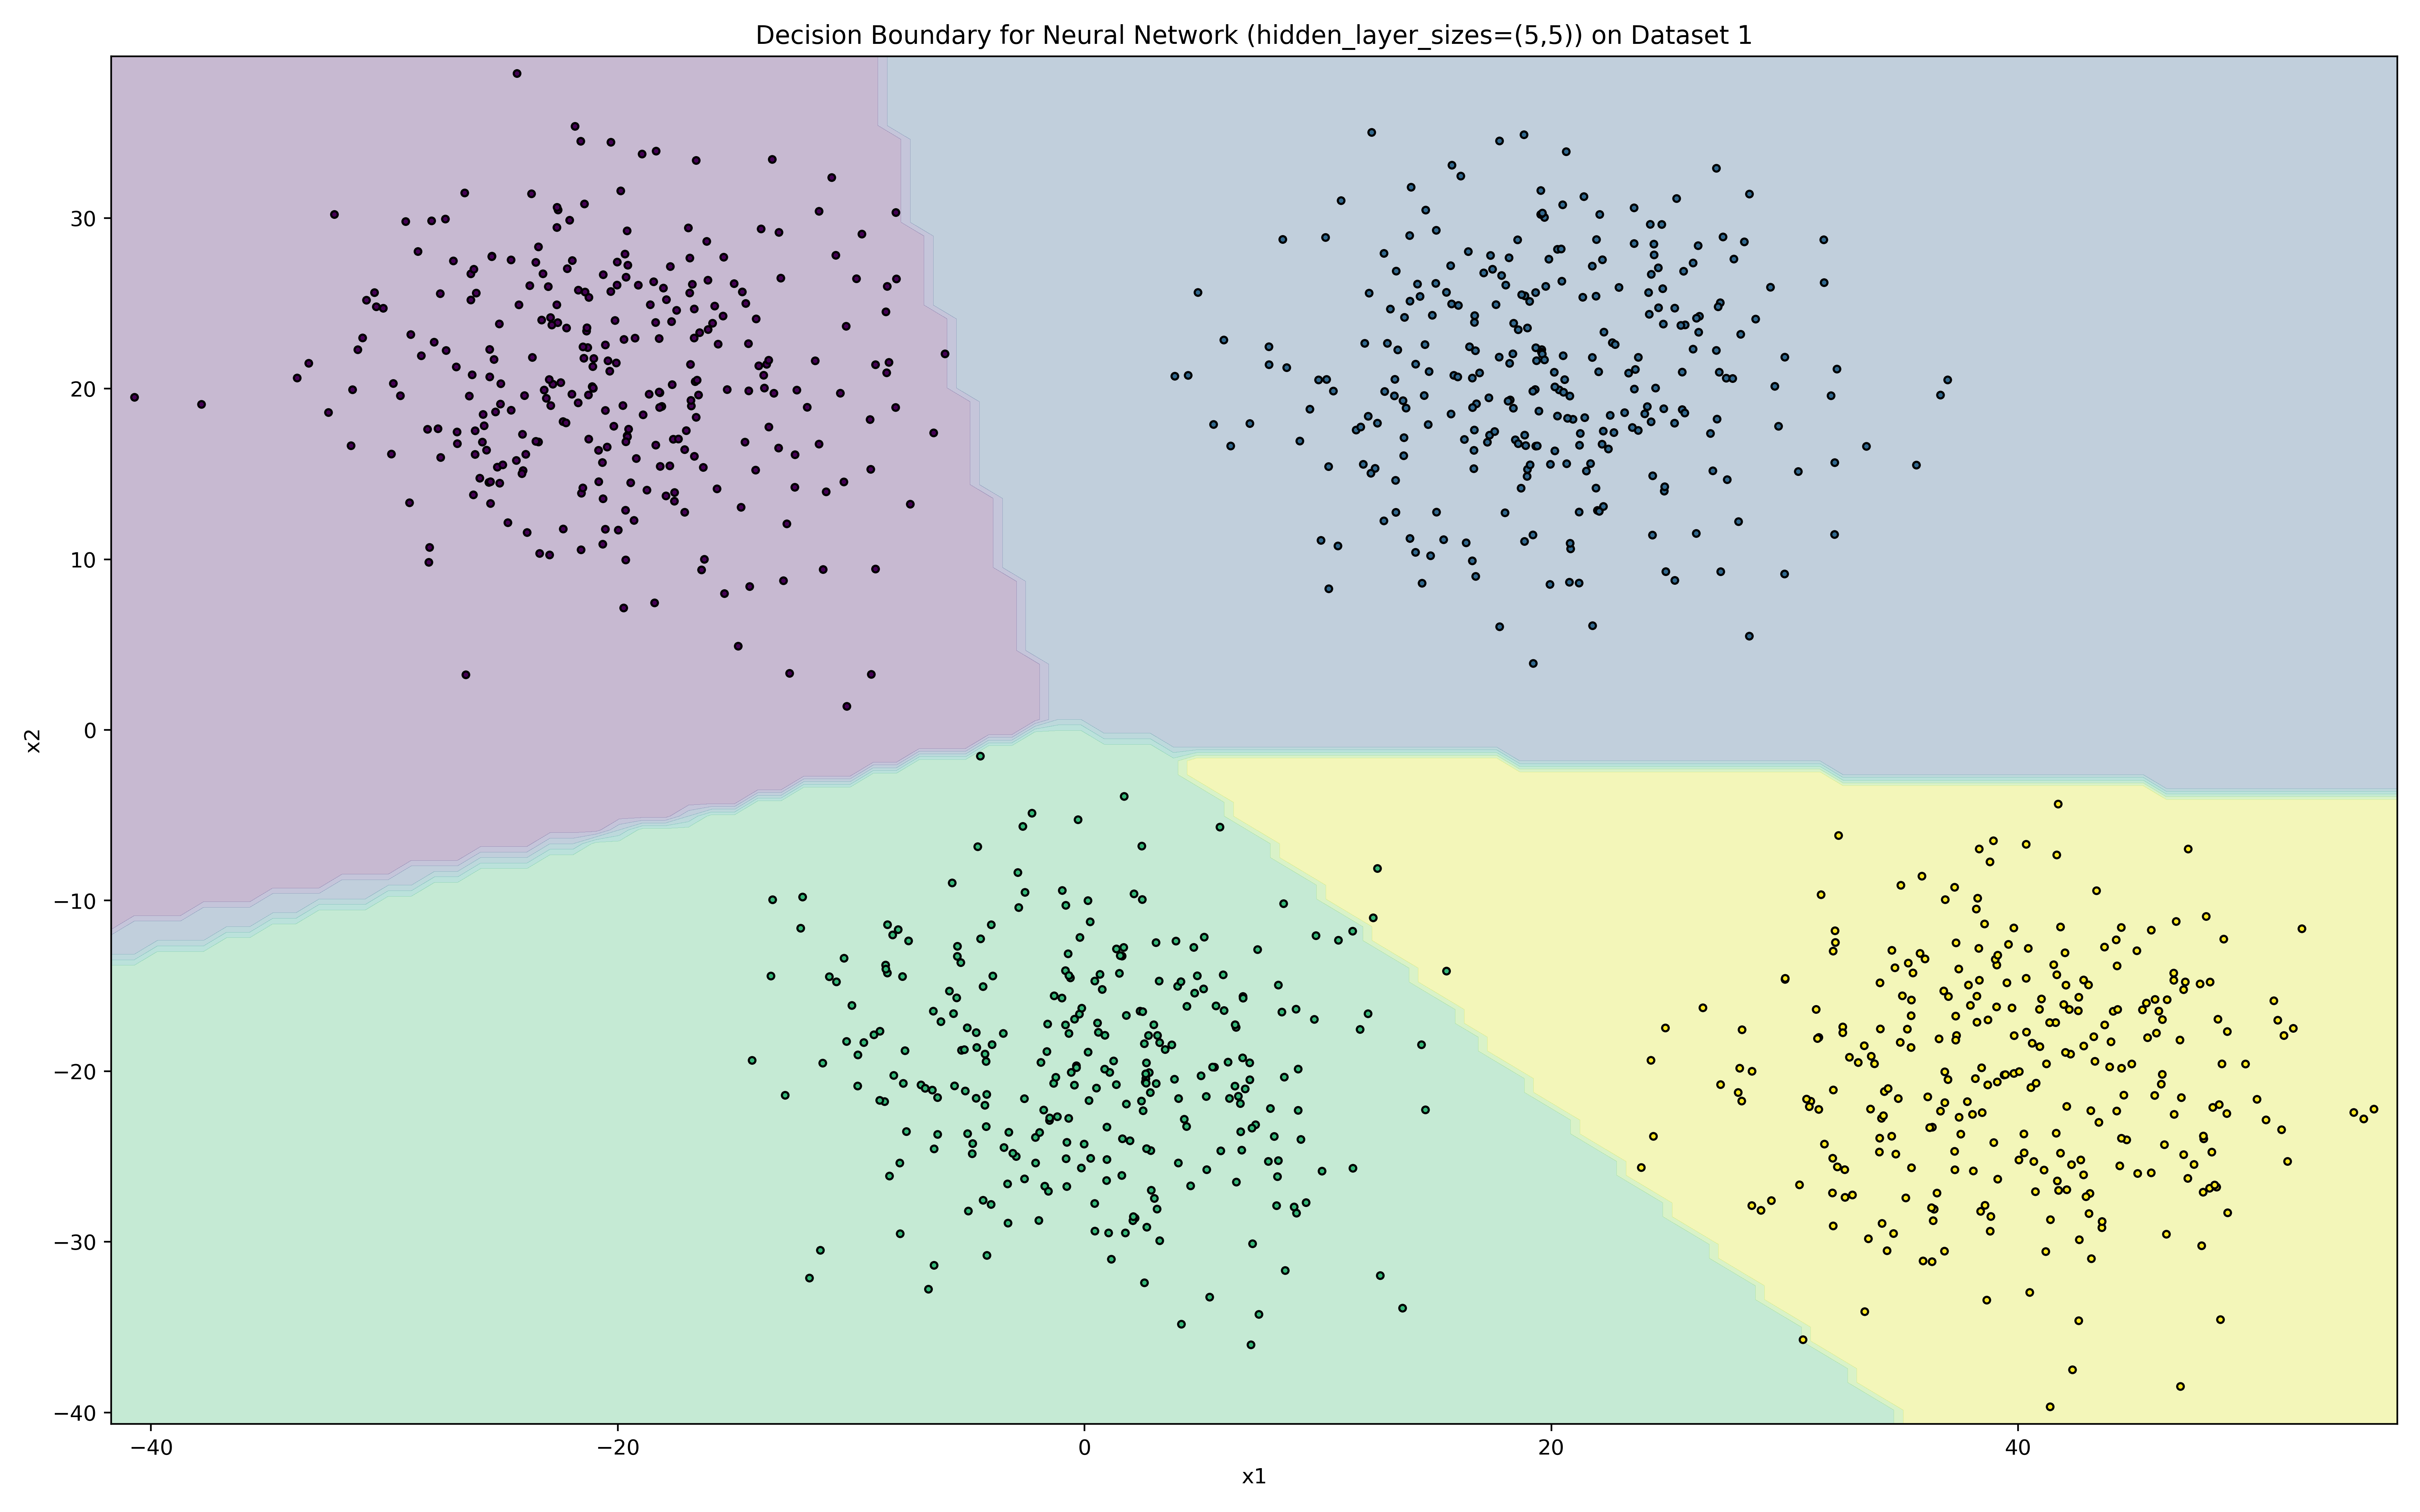 Decision Boundary for Neural Network (hidden_layer_sizes=(5,5)) on Dataset 1
30
20
10
0
−10
−20
−30
−40
x2
−40 −20 0 20 40
x1